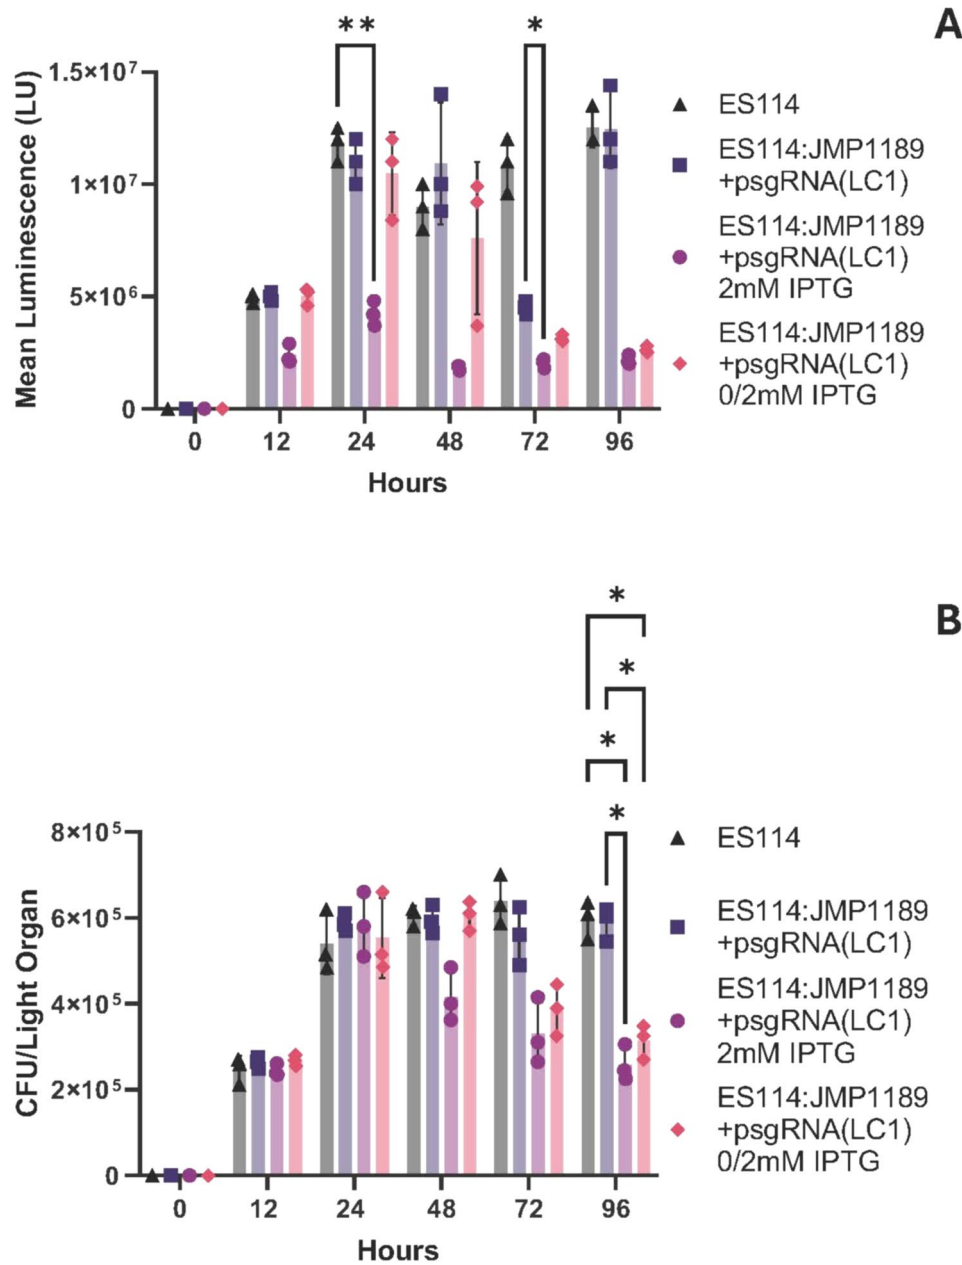 A
**
*
Mean Luminescence (LU)
1.5×10⁷
1×10⁷
5×10⁶
0
0 12 24 48 72 96
Hours
ES114
ES114:JMP1189
+psgRNA(LC1)
ES114:JMP1189
+psgRNA(LC1)
2mM IPTG
ES114:JMP1189
+psgRNA(LC1)
0/2mM IPTG
B
*
*
*
*
CFU/Light Organ
8×10⁵
6×10⁵
4×10⁵
2×10⁵
0
0 12 24 48 72 96
Hours
ES114
ES114:JMP1189
+psgRNA(LC1)
ES114:JMP1189
+psgRNA(LC1)
2mM IPTG
ES114:JMP1189
+psgRNA(LC1)
0/2mM IPTG